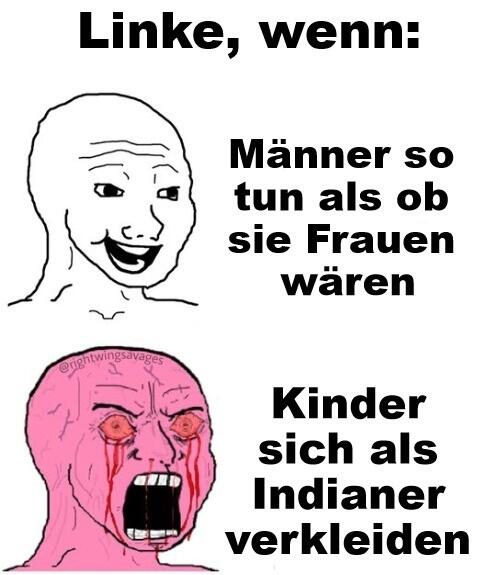 Linke, wenn:
Männer so
tun als ob
sie Frauen
wären
@rightwingsavages
Kinder
sich als
Indianer
verkleiden